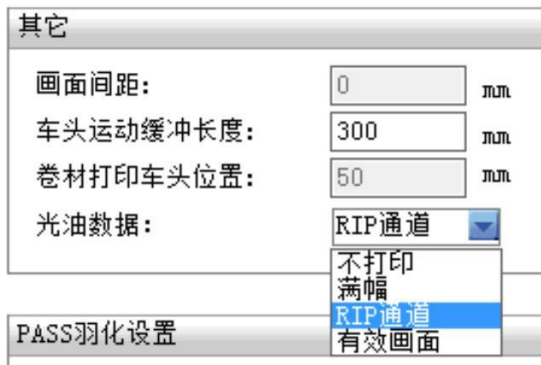 其它
画面间距: 0 mm
车头运动缓冲长度: 300 mm
卷材打印车头位置: 50 mm
光油数据: RIP通道
不打印
满幅
RIP通道
有效画面
PASS羽化设置